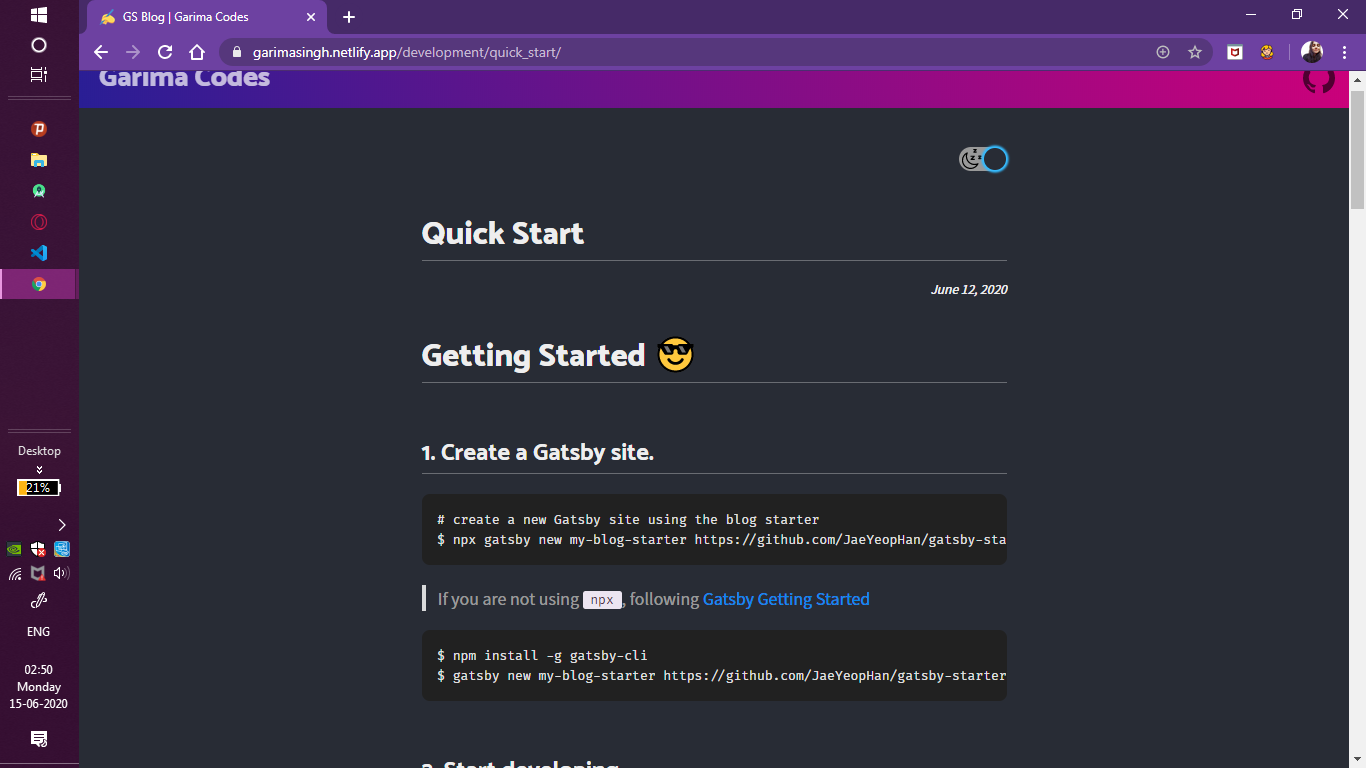 GS Blog | Garima Codes
garimasingh.netlify.app/development/quick_start/
Garima Codes
Quick Start
June 12, 2020
Getting Started 😎
1. Create a Gatsby site.
# create a new Gatsby site using the blog starter
$ npx gatsby new my-blog-starter https://github.com/JaeYeopHan/gatsby-sta
If you are not using npx, following Gatsby Getting Started
$ npm install -g gatsby-cli
$ gatsby new my-blog-starter https://github.com/JaeYeopHan/gatsby-starter
2. Start developing
Desktop
21%
ENG
02:50
Monday
15-06-2020